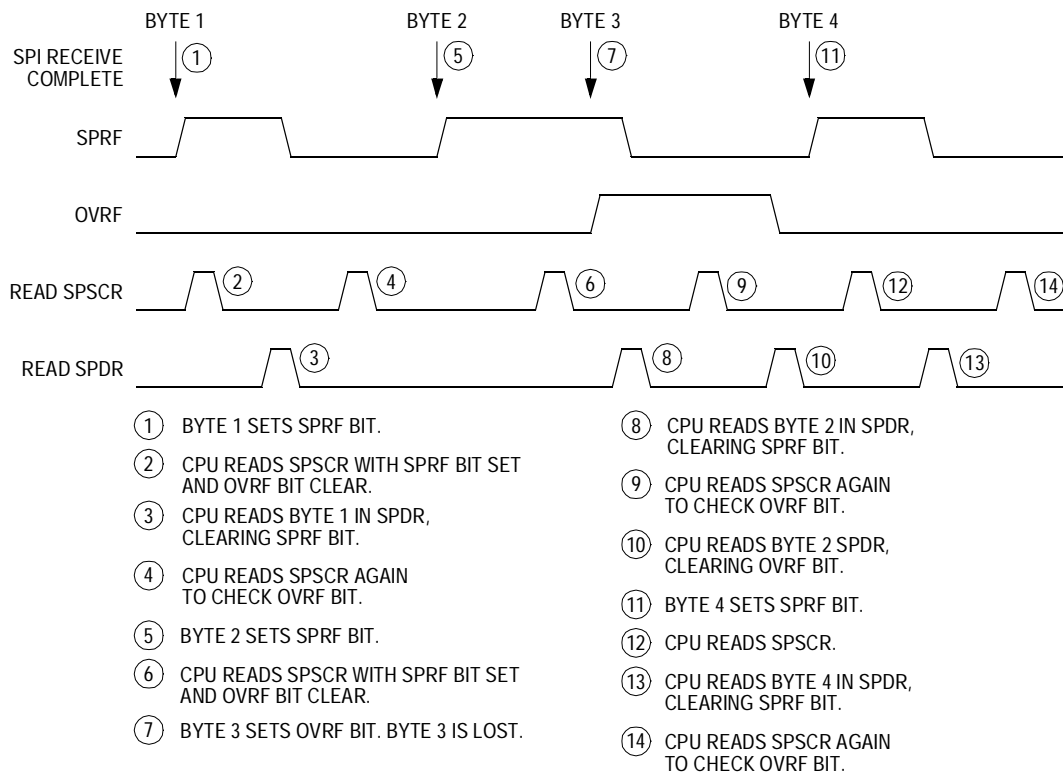 BYTE 1 BYTE 2 BYTE 3 BYTE 4
SPI RECEIVE
COMPLETE
1 5 7 11
SPRF
OVRF
READ SPSCR
2 4 6 9 12 14
READ SPDR
3 8 10 13
1 BYTE 1 SETS SPRF BIT.
2 CPU READS SPSCR WITH SPRF BIT SET
AND OVRF BIT CLEAR.
3 CPU READS BYTE 1 IN SPDR,
CLEARING SPRF BIT.
4 CPU READS SPSCR AGAIN
TO CHECK OVRF BIT.
5 BYTE 2 SETS SPRF BIT.
6 CPU READS SPSCR WITH SPRF BIT SET
AND OVRF BIT CLEAR.
7 BYTE 3 SETS OVRF BIT. BYTE 3 IS LOST.
8 CPU READS BYTE 2 IN SPDR,
CLEARING SPRF BIT.
9 CPU READS SPSCR AGAIN
TO CHECK OVRF BIT.
10 CPU READS BYTE 2 SPDR,
CLEARING OVRF BIT.
11 BYTE 4 SETS SPRF BIT.
12 CPU READS SPSCR.
13 CPU READS BYTE 4 IN SPDR,
CLEARING SPRF BIT.
14 CPU READS SPSCR AGAIN
TO CHECK OVRF BIT.